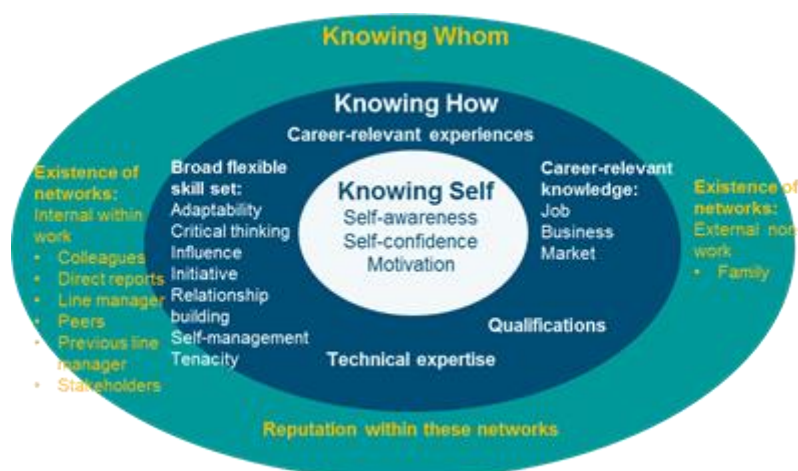 Knowing Whom
Knowing How
Career-relevant experiences
Existence of
networks:
Internal within
work
• Colleagues
• Direct reports
• Line manager
• Peers
• Previous line
manager
• Stakeholders
Broad flexible
skill set:
Adaptability
Critical thinking
Influence
Initiative
Relationship
building
Self-management
Tenacity
Knowing Self
Self-awareness
Self-confidence
Motivation
Career-relevant
knowledge:
Job
Business
Market
Existence of
networks:
External non
work
• Family
Qualifications
Technical expertise
Reputation within these networks